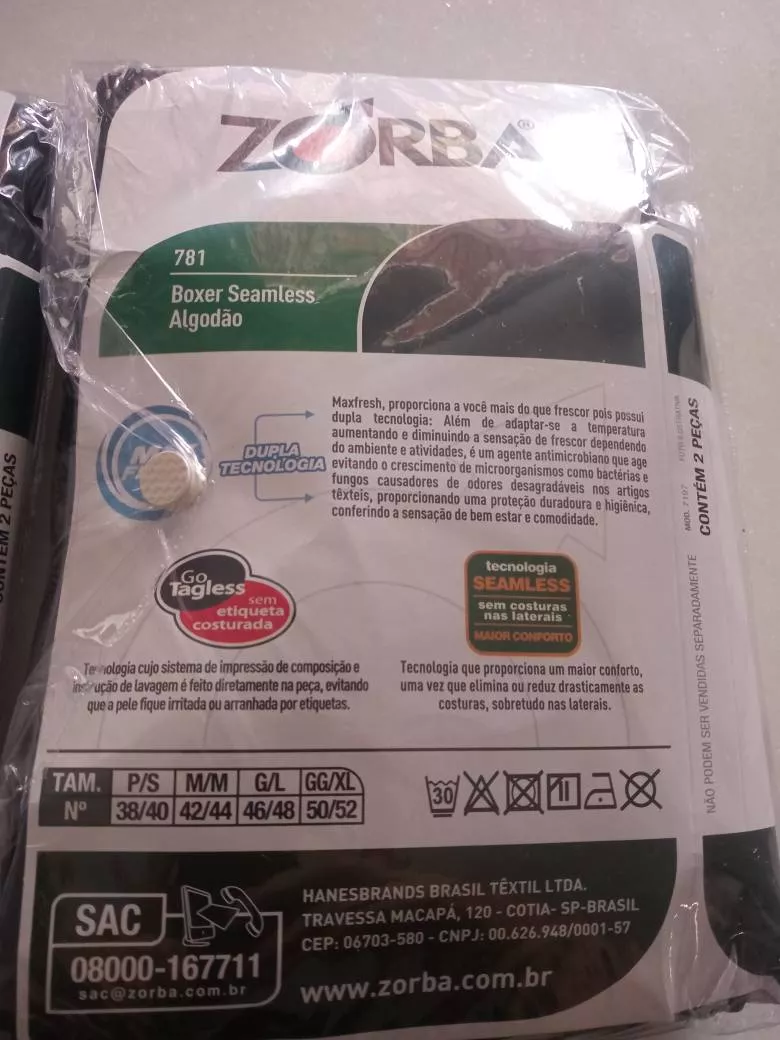 ZORBA®
781
Boxer Seamless
Algodão
DUPLA
TECNOLOGIA
Maxfresh, proporciona a você mais do que frescor pois possui
dupla tecnologia: Além de adaptar-se a temperatura
aumentando e diminuindo a sensação de frescor dependendo
do ambiente e atividades, é um agente antimicrobiano que age
evitando o crescimento de microorganismos como bactérias e
fungos causadores de odores desagradáveis nos artigos
têxteis, proporcionando uma proteção duradoura e higiênica,
conferindo a sensação de bem estar e comodidade.
Go
Tagless
sem
etiqueta
costurada
Tecnologia cujo sistema de impressão de composição e
instrução de lavagem é feito diretamente na peça, evitando
que a pele fique irritada ou arranhada por etiquetas.
tecnologia
SEAMLESS
sem costuras
nas laterais
MAIOR CONFORTO
Tecnologia que proporciona um maior conforto,
uma vez que elimina ou reduz drasticamente as
costuras, sobretudo nas laterais.
TAM. P/S M/M G/L GG/XL
Nº 38/40 42/44 46/48 50/52
30
SAC
08000-167711
sac@zorba.com.br
HANESBRANDS BRASIL TÊXTIL LTDA.
TRAVESSA MACAPÁ, 120 - COTIA- SP-BRASIL
CEP: 06703-580 - CNPJ: 00.626.948/0001-57
www.zorba.com.br
MOD. 7197 FOTO ILUSTRATIVA
CONTÉM 2 PEÇAS
NÃO PODEM SER VENDIDAS SEPARADAMENTE
CONTÉM 2 PEÇAS